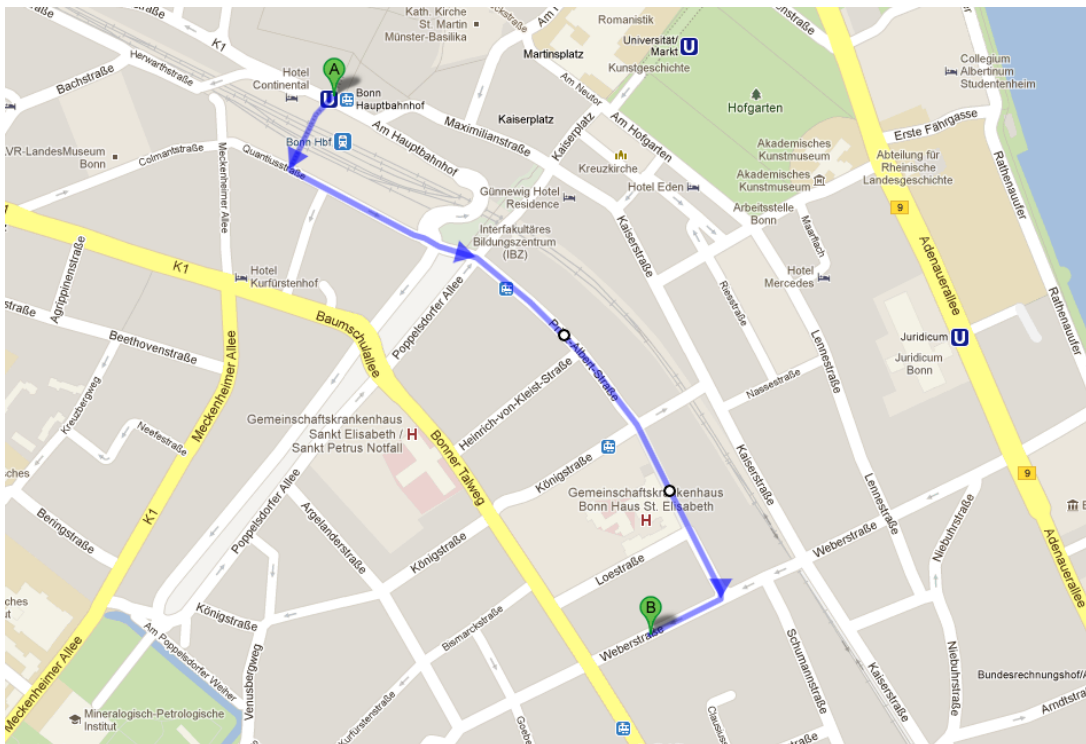 Kath. Kirche
St. Martin
Münster-Basilika
K1
Herwarthstraße
Bachstraße
Hotel
Continental
A
U
Bonn
Hauptbahnhof
Bonn Hbf
Am Hauptbahnhof
Martinsplatz
Romanistik
Universität/
Markt
U
Kunstgeschichte
Am Neutor
Kaiserplatz
Kaiserplatz
Maximilianstraße
Am Hofgarten
Hofgarten
Collegium
Albertinum
Studentenheim
Erste Fährgasse
Rathenauufer
Rathenauufer
Akademisches
Kunstmuseum
Akademisches
Kunstmuseum
Abteilung für
Rheinische
Landesgeschichte
Arbeitsstelle
Bonn
Kreuzkirche
Hotel Eden
Günnewig Hotel
Residence
Interfakultäres
Bildungszentrum
(IBZ)
VR-LandesMuseum
Bonn
Colmantstraße
Meckenheimer Allee
Quantiusstraße
K1
Hotel
Kurfürstenhof
Agrippinenstraße
Baumschulallee
Poppelsdorfer Allee
Beethovenstraße
Meckenheimer Allee
Kreuzbergweg
Neefestraße
K1
Beringstraße
Meckenheimer Allee
Gemeinschaftskrankenhaus
Sankt Elisabeth /
Sankt Petrus Notfall
H
Bonner Talweg
Heinrich-von-Kleist-Straße
Königstraße
Gemeinschaftskrankenhaus
Bonn Haus St. Elisabeth
H
Kaiserstraße
Riesstraße
Maarflach
Hotel
Mercedes
Lennéstraße
9
Adenauerallee
Juridicum
U
Juridicum
Bonn
Nassestraße
Kaiserstraße
Lennestraße
9
Adenauerallee
Weberstraße
Niebuhrstraße
Niebuhrstraße
Poppelsdorfer Allee
Argelanderstraße
Königstraße
Königstraße
Loestraße
Bismarckstraße
B
Weberstraße
Schumannstraße
Kaiserstraße
Bundesrechnungshof/A
Arndtstra
Am Poppelsdorfer Weiher
Venusbergweg
Mineralogisch-Petrologische
Institut
Kurfürstenstraße